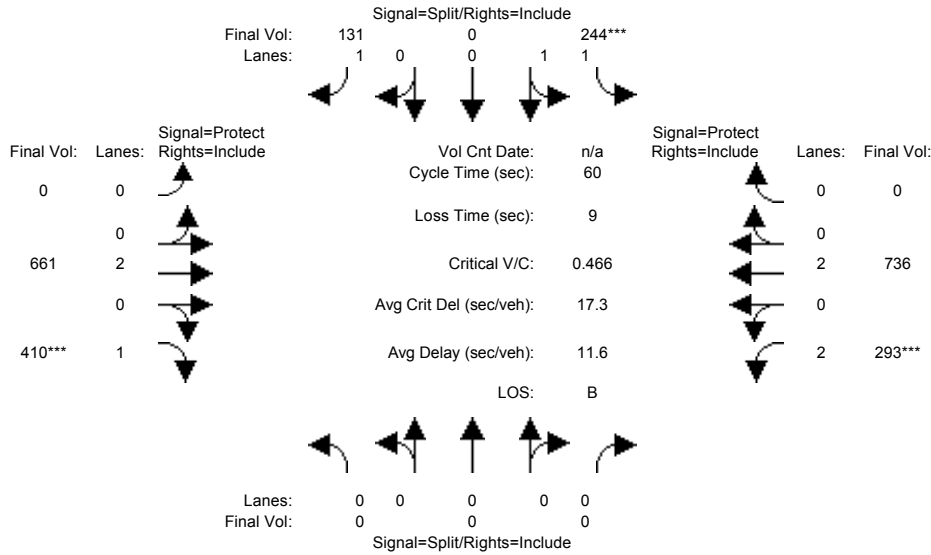 Signal=Split/Rights=Include
Final Vol: 131 0 244***
Lanes: 1 0 0 1 1
Signal=Protect Signal=Protect
Final Vol: Lanes: Rights=Include Vol Cnt Date: n/a Rights=Include Lanes: Final Vol:
Cycle Time (sec): 60
0 0 0 0
Loss Time (sec): 9
0 0
661 2 Critical V/C: 0.466 2 736
0 Avg Crit Del (sec/veh): 17.3 0
410*** 1 Avg Delay (sec/veh): 11.6 2 293***
LOS: B
Lanes: 0 0 0 0 0
Final Vol: 0 0 0
Signal=Split/Rights=Include